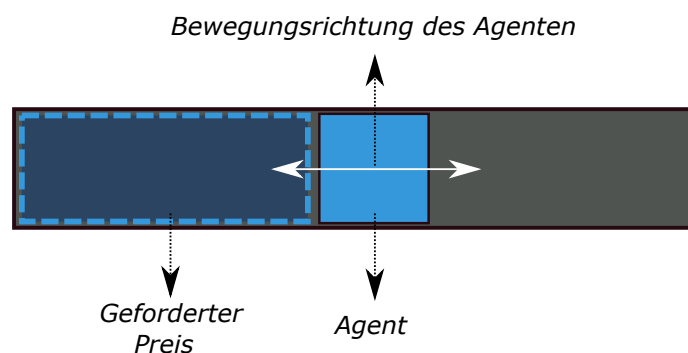 Bewegungsrichtung des Agenten
Geforderter
Preis
Agent